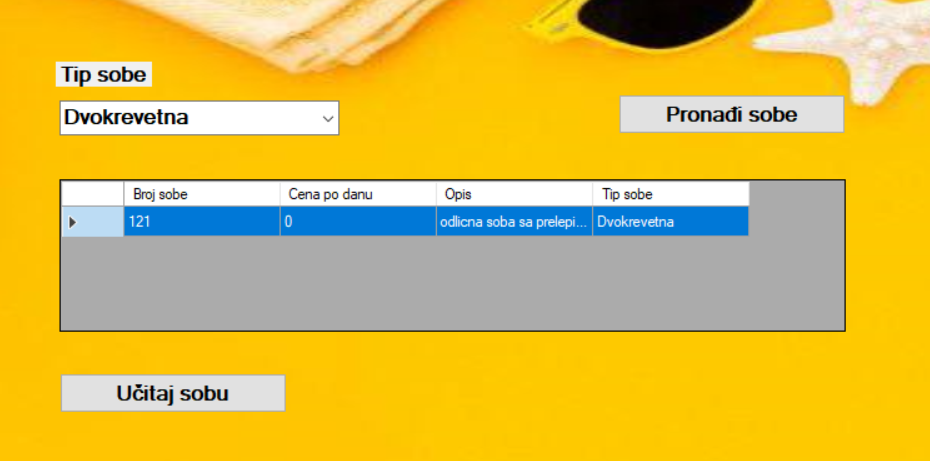 Tip sobe
Dvokrevetna
Pronađi sobe
Broj sobe Cena po danu Opis Tip sobe
121 0 odlicna soba sa prelepi... Dvokrevetna
Učitaj sobu